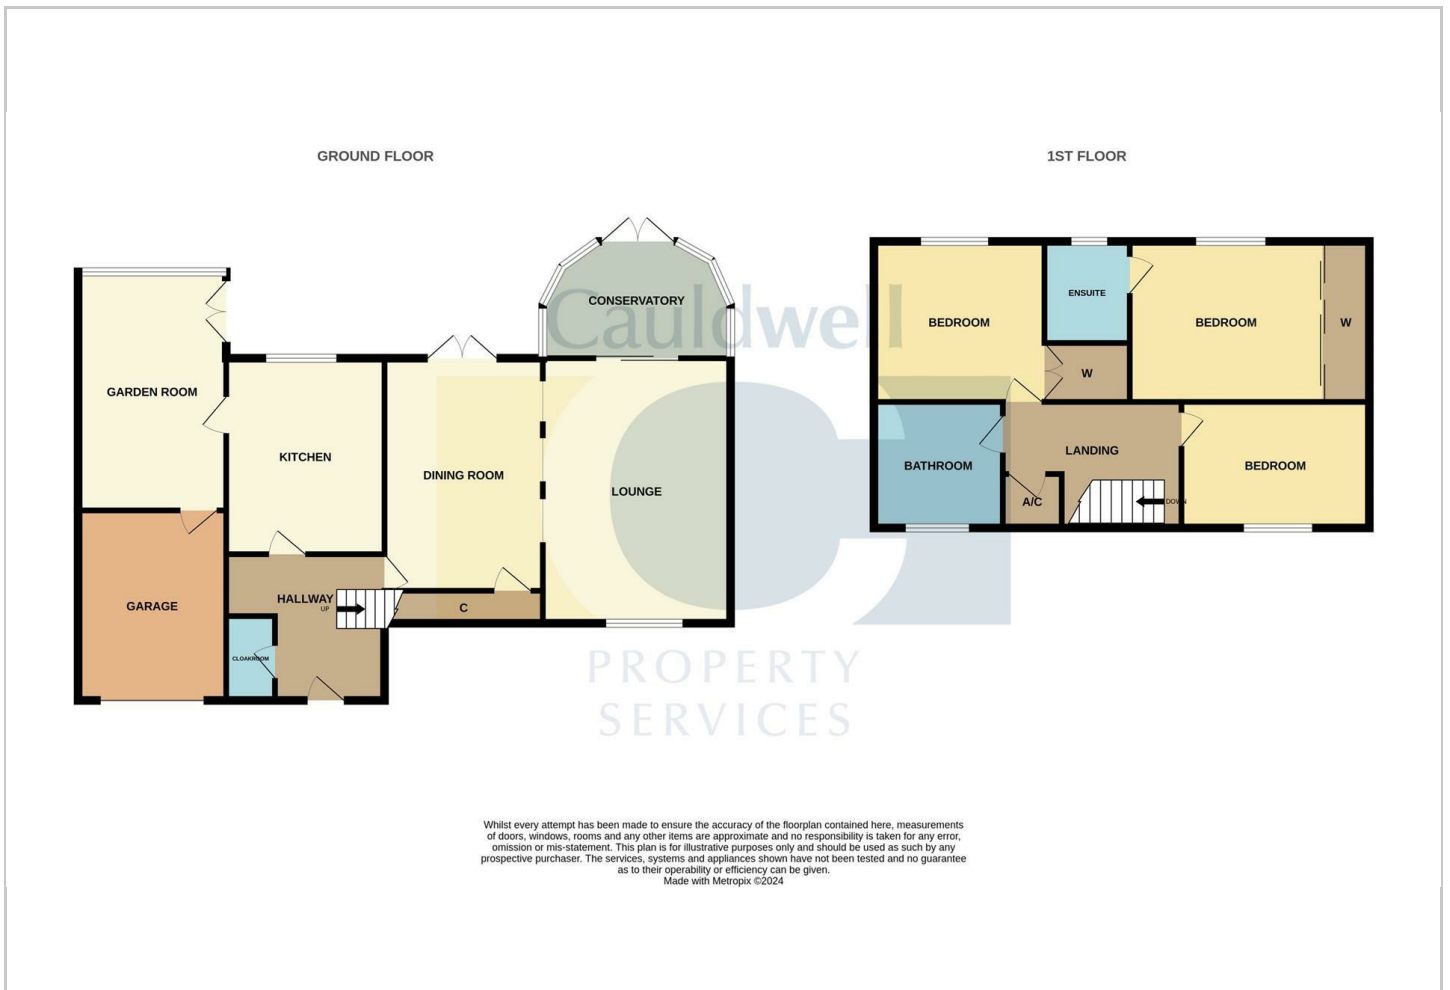 GROUND FLOOR
1ST FLOOR
CONSERVATORY
GARDEN ROOM
KITCHEN
DINING ROOM
LOUNGE
GARAGE
HALLWAY
UP
C
CLOAKROOM
BEDROOM
ENSUITE
BEDROOM
W
W
BATHROOM
LANDING
A/C
DOWN
BEDROOM
Cauldwell
PROPERTY
SERVICES
Whilst every attempt has been made to ensure the accuracy of the floorplan contained here, measurements
of doors, windows, rooms and any other items are approximate and no responsibility is taken for any error,
omission or mis-statement. This plan is for illustrative purposes only and should be used as such by any
prospective purchaser. The services, systems and appliances shown have not been tested and no guarantee
as to their operability or efficiency can be given.
Made with Metropix ©2024